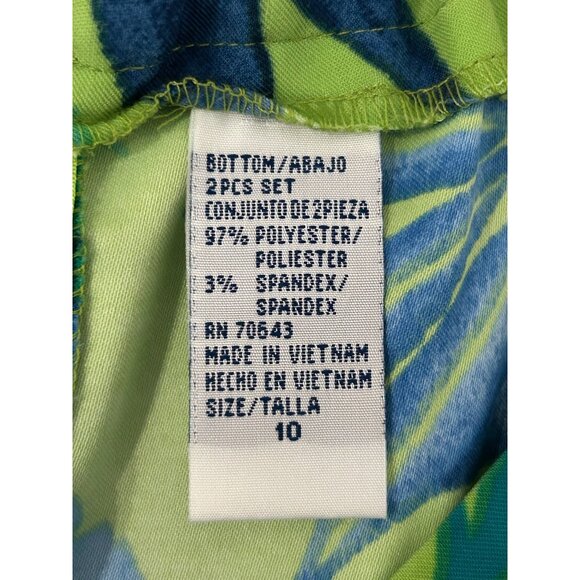 BOTTOM/ABAJO
2PCS SET
CONJUNTO DE 2PIEZA
97% POLYESTER/
POLIESTER
3% SPANDEX/
SPANDEX
RN 70643
MADE IN VIETNAM
HECHO EN VIETNAM
SIZE/TALLA
10